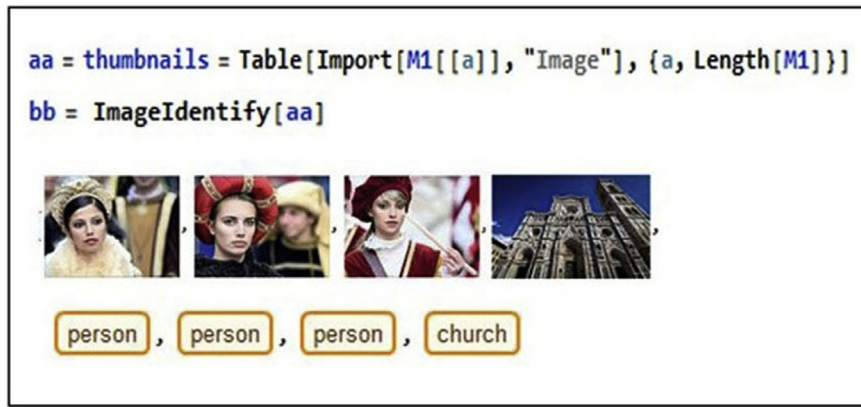 aa = thumbnails = Table[Import[M1[[a]], "Image"], {a, Length[M1]}]
bb = ImageIdentify[aa]
, , , ,
person , person , person , church